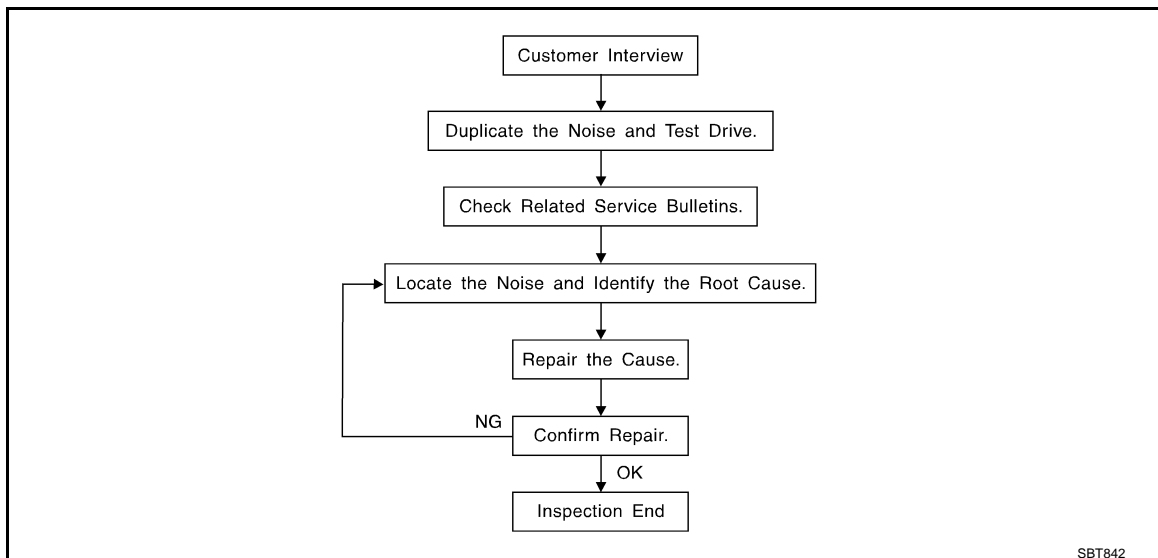 Customer Interview
Duplicate the Noise and Test Drive.
Check Related Service Bulletins.
Locate the Noise and Identify the Root Cause.
Repair the Cause.
NG
Confirm Repair.
OK
Inspection End
SBT842